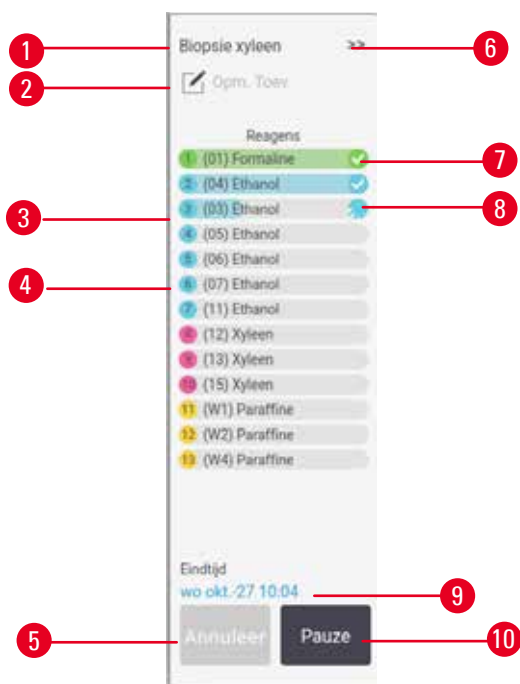 1 Biopsie xyleen >> 6
2 Opm. Toev.
Reagens
1 (01) Formaline 7
2 (04) Ethanol
3 3 (03) Ethanol 8
4 (05) Ethanol
5 (06) Ethanol
4 6 (07) Ethanol
7 (11) Ethanol
8 (12) Xyleen
9 (13) Xyleen
10 (15) Xyleen
11 (W1) Paraffine
12 (W2) Paraffine
13 (W4) Paraffine
Eindtijd
wo okt.-27 10:04 9
5 Annuleer Pauze 10